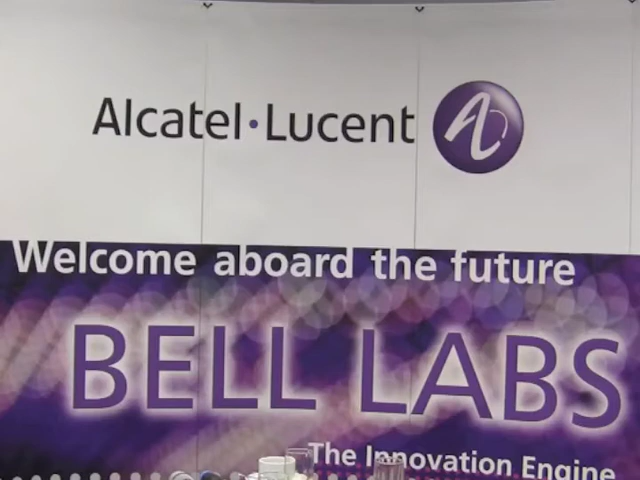 Alcatel·Lucent
Welcome aboard the future
BELL LABS
The Innovation Engine